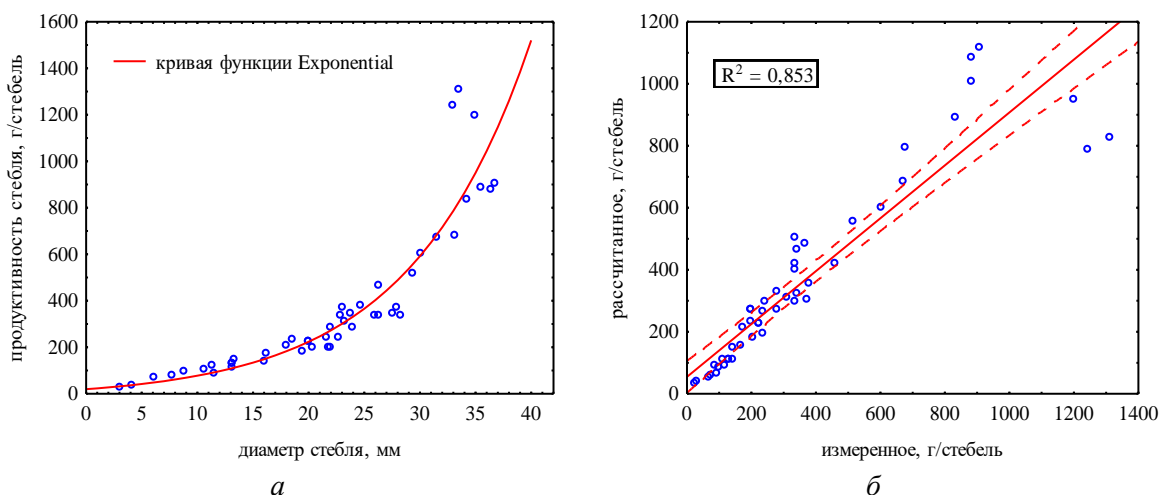 1600
1400
1200
1000
800
600
400
200
0
продуктивность стебля, г/стебель
кривая функции Exponential
0 5 10 15 20 25 30 35 40
диаметр стебля, мм
а
1200
1000
800
600
400
200
0
рассчитанное, г/стебель
R² = 0,853
0 200 400 600 800 1000 1200 1400
измеренное, г/стебель
б